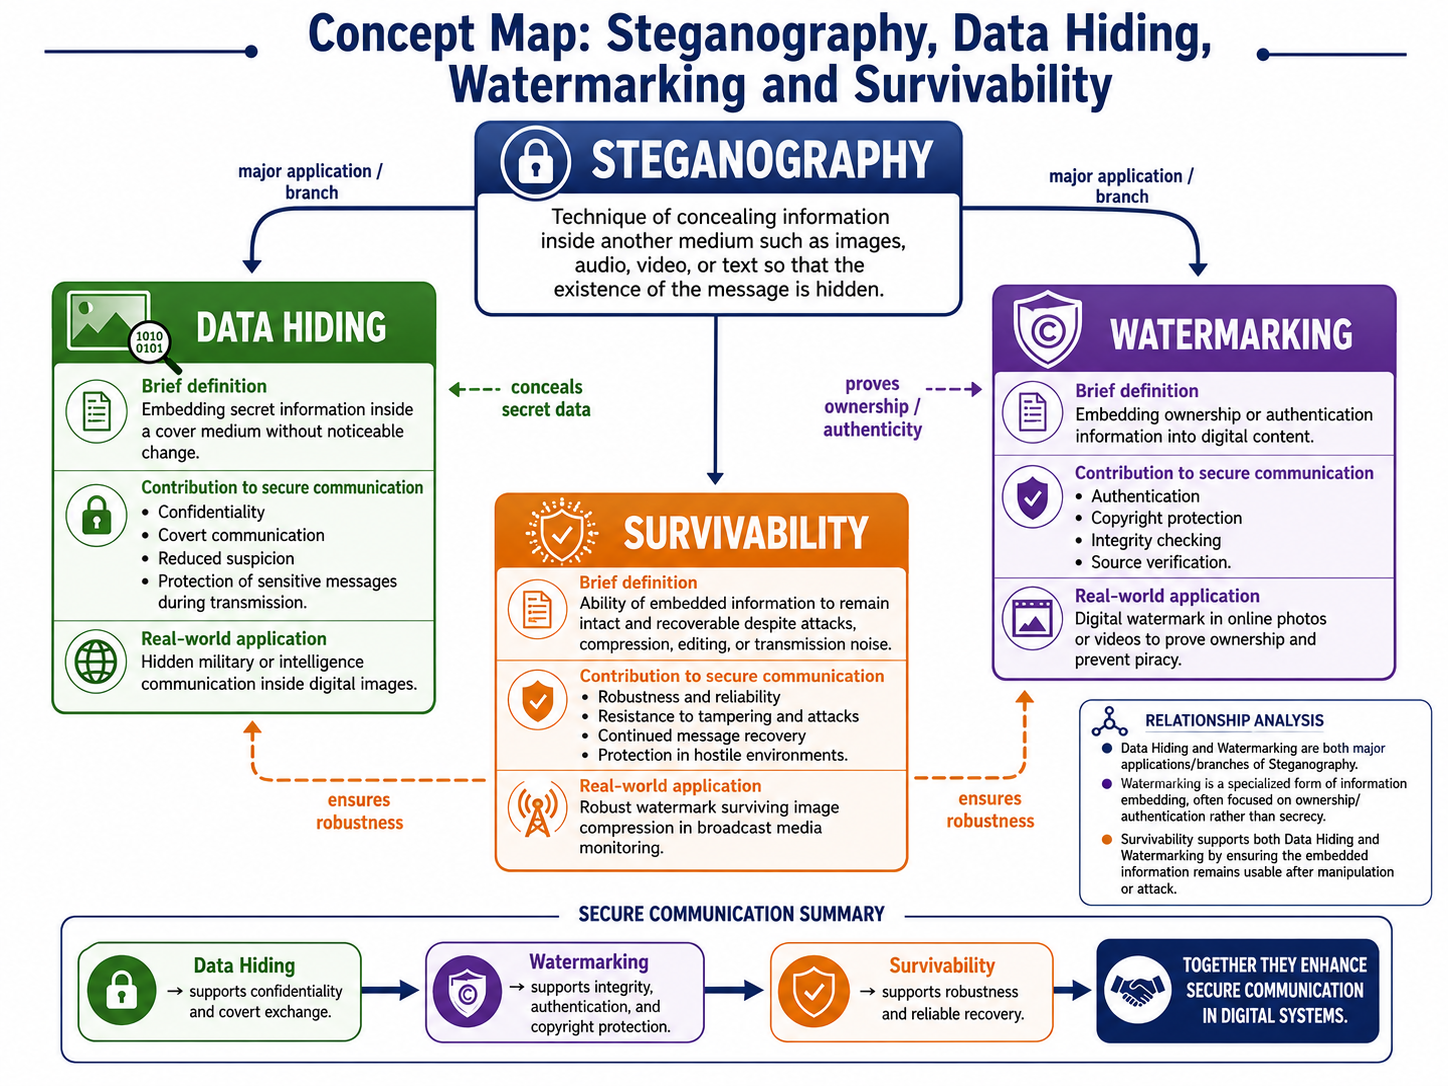 Concept Map: Steganography, Data Hiding,
Watermarking and Survivability
STEGANOGRAPHY
Technique of concealing information
inside another medium such as images,
audio, video, or text so that the
existence of the message is hidden.
major application /
branch
major application /
branch
DATA HIDING
1010
0101
Brief definition
Embedding secret information inside
a cover medium without noticeable
change.
Contribution to secure communication
• Confidentiality
• Covert communication
• Reduced suspicion
• Protection of sensitive messages
during transmission.
Real-world application
Hidden military or intelligence
communication inside digital images.
conceals
secret data
proves
ownership /
authenticity
WATERMARKING
©
Brief definition
Embedding ownership or authentication
information into digital content.
Contribution to secure communication
• Authentication
• Copyright protection
• Integrity checking
• Source verification.
Real-world application
Digital watermark in online photos
or videos to prove ownership and
prevent piracy.
SURVIVABILITY
Brief definition
Ability of embedded information to remain
intact and recoverable despite attacks,
compression, editing, or transmission noise.
Contribution to secure communication
• Robustness and reliability
• Resistance to tampering and attacks
• Continued message recovery
• Protection in hostile environments.
Real-world application
Robust watermark surviving image
compression in broadcast media
monitoring.
ensures
robustness
ensures
robustness
RELATIONSHIP ANALYSIS
• Data Hiding and Watermarking are both major
applications/branches of Steganography.
• Watermarking is a specialized form of information
embedding, often focused on ownership/
authentication rather than secrecy.
• Survivability supports both Data Hiding and
Watermarking by ensuring the embedded
information remains usable after manipulation
or attack.
SECURE COMMUNICATION SUMMARY
Data Hiding
→ supports confidentiality
and covert exchange.
©
Watermarking
→ supports integrity,
authentication, and
copyright protection.
Survivability
→ supports robustness
and reliable recovery.
TOGETHER THEY ENHANCE
SECURE COMMUNICATION
IN DIGITAL SYSTEMS.